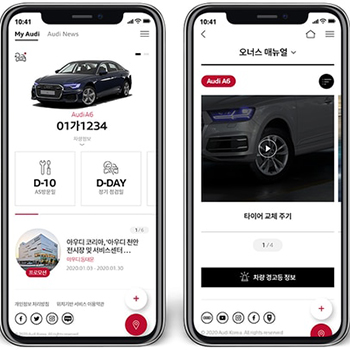 10:41
My Audi Audi News
Audi A6
01가1234
차량정보
D-10
AS방문일
D-DAY
정기 점검일
1/6
아우디 코리아, '아우디 천안
전시장 및 서비스센터 ...
아우디 동대문
2020.01.03 - 2020.01.30
프로모션
개인정보 처리방침 위치기반 서비스 이용약관
10:41
오너스 매뉴얼
Audi A6
타이어 교체 주기
1/4
차량 경고등 정보
© 2020 Audi Korea. All rights reserved